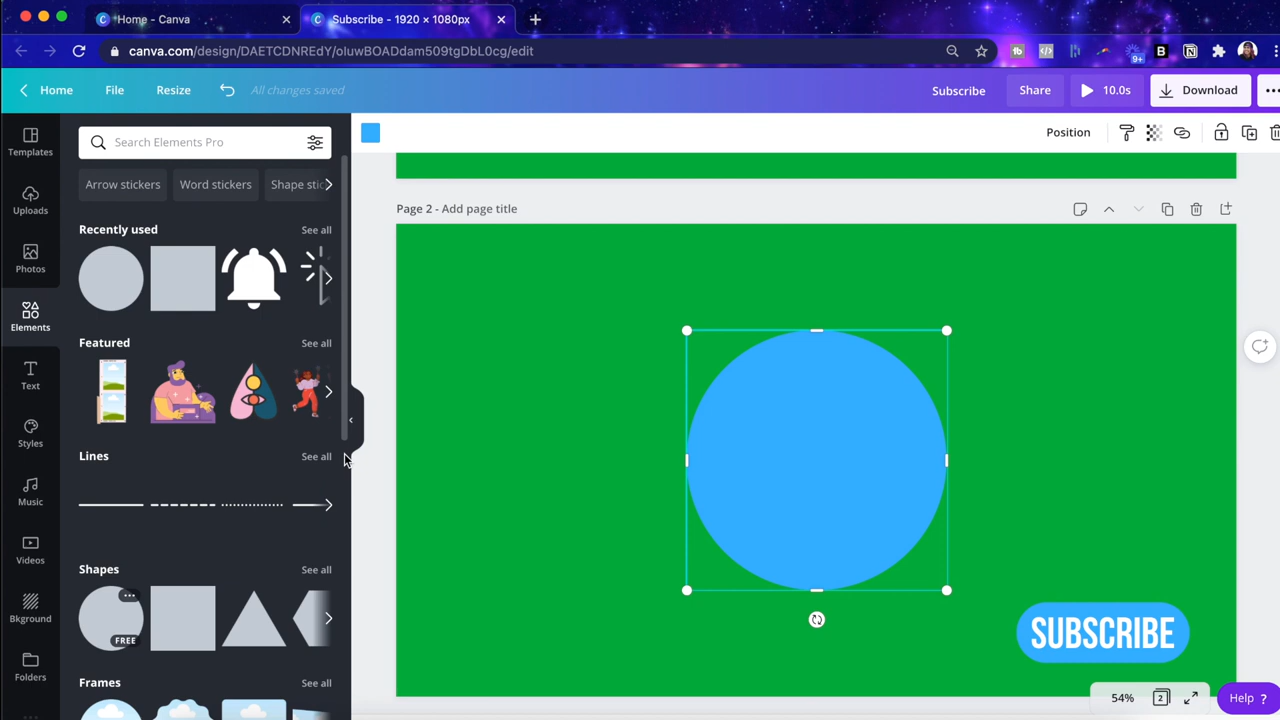 Home - Canva
Subscribe - 1920 × 1080px
canva.com/design/DAETCDNREdY/oluwBOADdam509tgDbL0cg/edit
9+
B
Home
File
Resize
All changes saved
Subscribe
Share
10.0s
Download
Templates
Uploads
Photos
Elements
Text
Styles
Music
Videos
Bkground
Folders
Search Elements Pro
Arrow stickers
Word stickers
Shape stic
Recently used
See all
Featured
See all
Lines
See all
Shapes
See all
FREE
Frames
See all
Position
Page 2 - Add page title
SUBSCRIBE
54%
2
Help ?